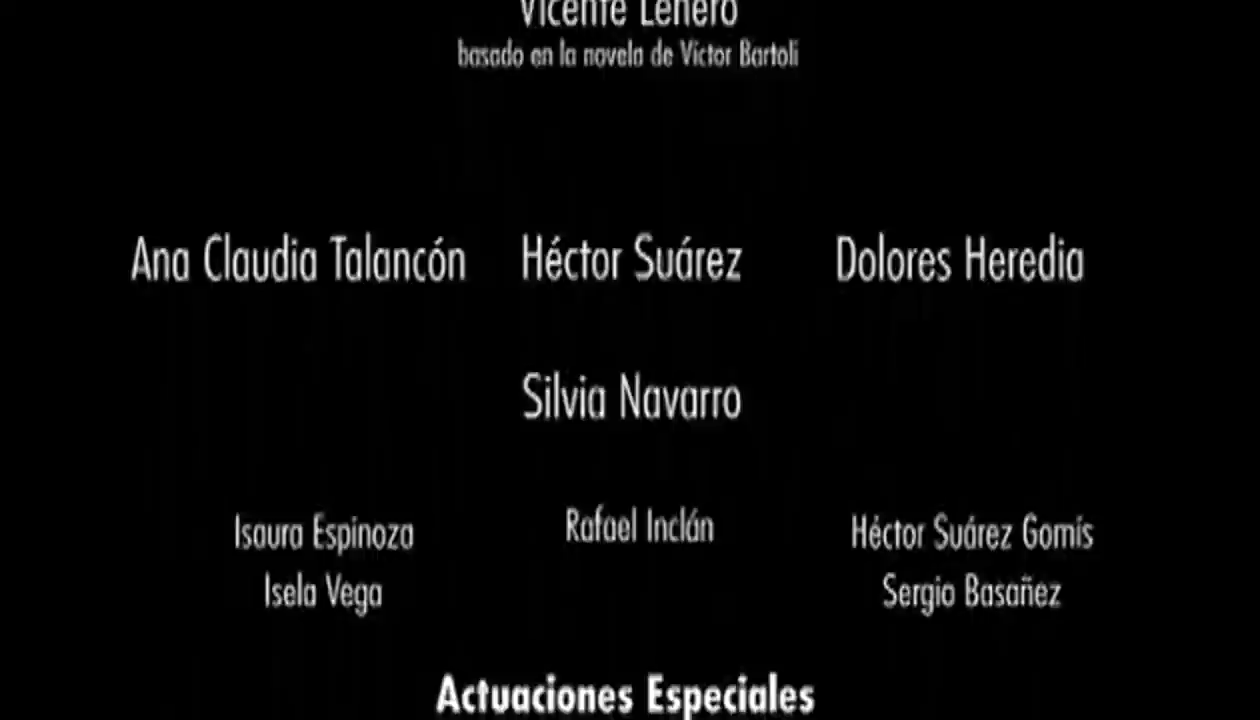 Vicente Leñero
basado en la novela de Víctor Bartoli
Ana Claudia Talancón Héctor Suárez Dolores Heredia
Silvia Navarro
Isaura Espinoza Rafael Inclán Héctor Suárez Gomís
Isela Vega Sergio Basañez
Actuaciones Especiales